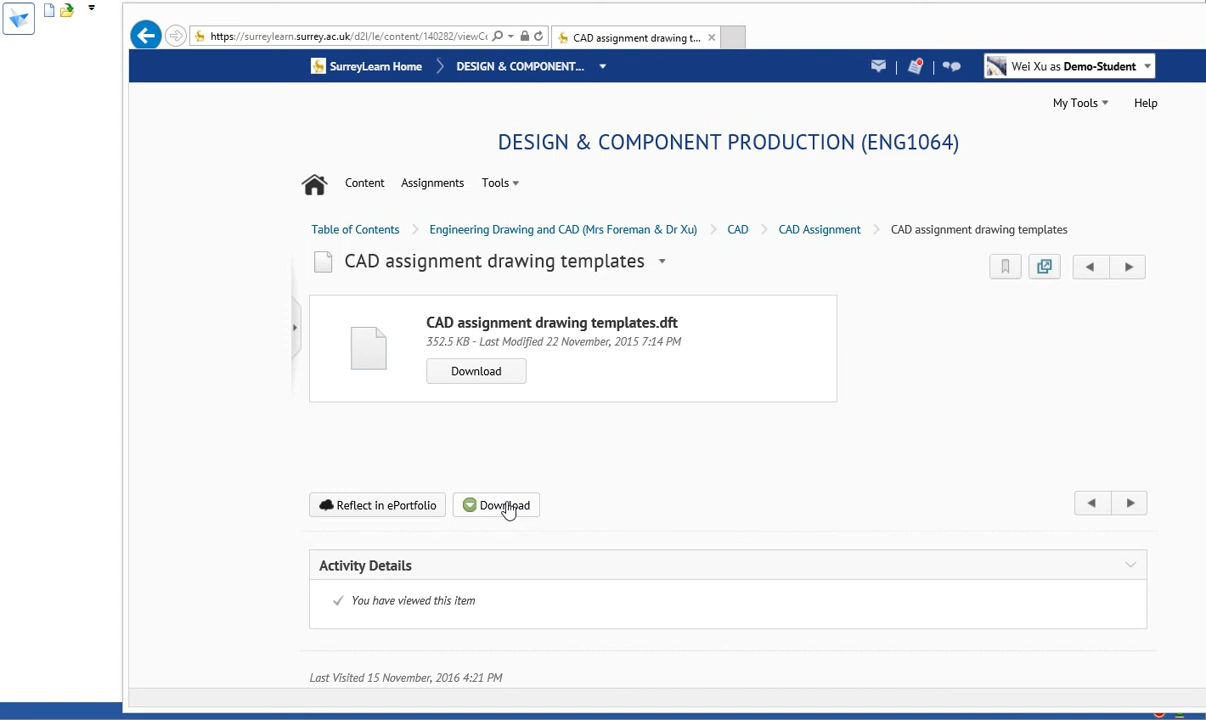 https://surreylearn.surrey.ac.uk/d2l/le/content/140282/viewCo
CAD assignment drawing t...
SurreyLearn Home
DESIGN & COMPONENT...
Wei Xu as Demo-Student
My Tools
Help
DESIGN & COMPONENT PRODUCTION (ENG1064)
Content
Assignments
Tools
Table of Contents
Engineering Drawing and CAD (Mrs Foreman & Dr Xu)
CAD
CAD Assignment
CAD assignment drawing templates
CAD assignment drawing templates
CAD assignment drawing templates.dft
352.5 KB - Last Modified 22 November, 2015 7:14 PM
Download
Reflect in ePortfolio
Download
Activity Details
You have viewed this item
Last Visited 15 November, 2016 4:21 PM